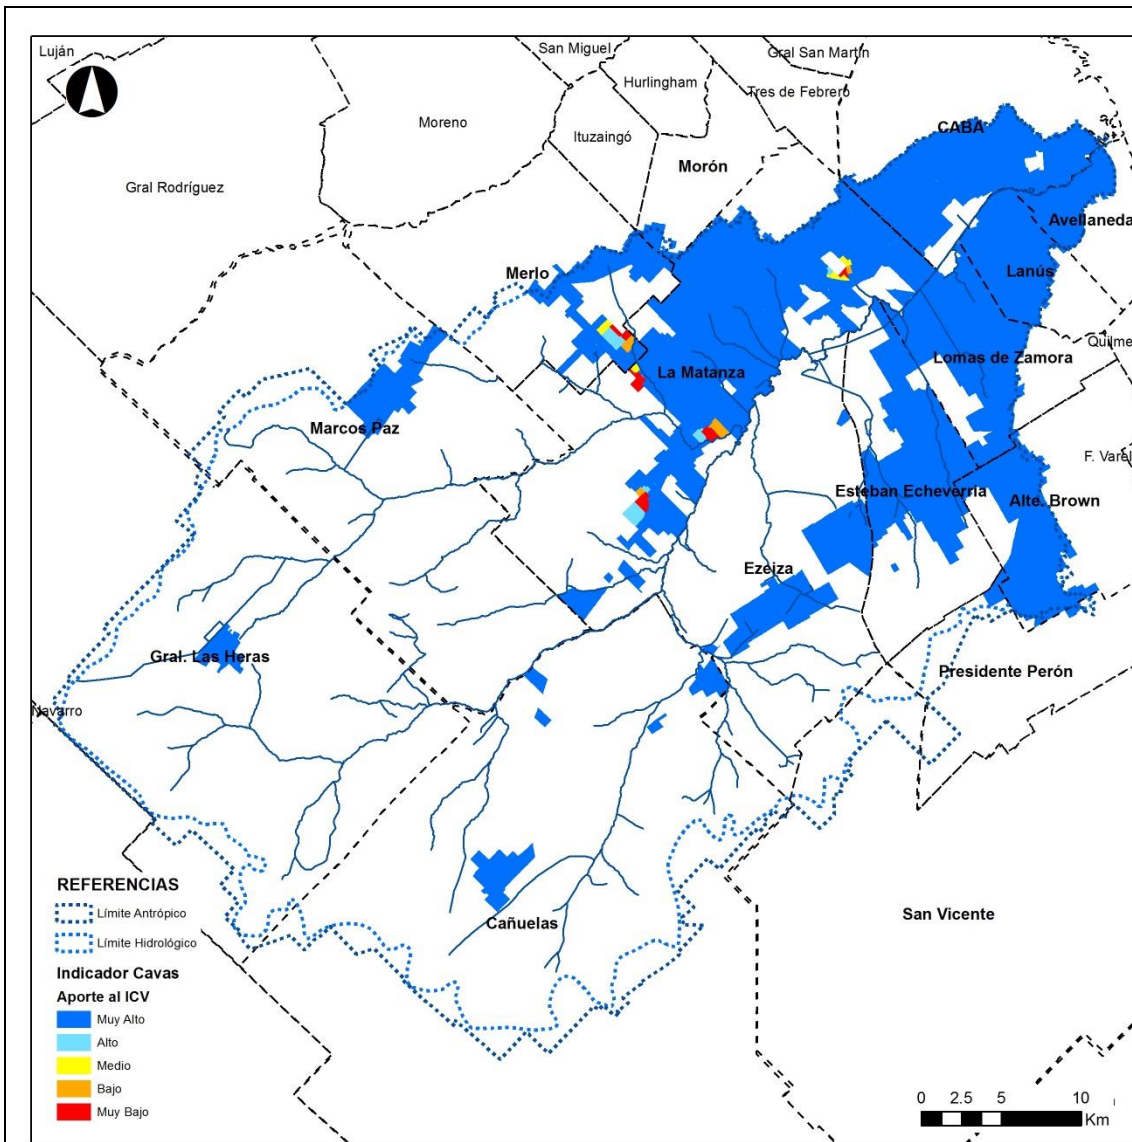 Luján
San Miguel
Gral San Martín
Hurlingham
Tres de Febrero
Moreno
Ituzaingó
CABA
Morón
Gral Rodríguez
Avellaneda
Merlo
Lanús
Quilme
Lomas de Zamora
La Matanza
Marcos Paz
F. Varel
Esteban Echeverría
Alte. Brown
Ezeiza
Gral. Las Heras
Presidente Perón
Navarro
REFERENCIAS
Límite Antrópico
Límite Hidrológico
Indicador Cavas
Aporte al ICV
Muy Alto
Alto
Medio
Bajo
Muy Bajo
Cañuelas
San Vicente
0 2.5 5 10
Km